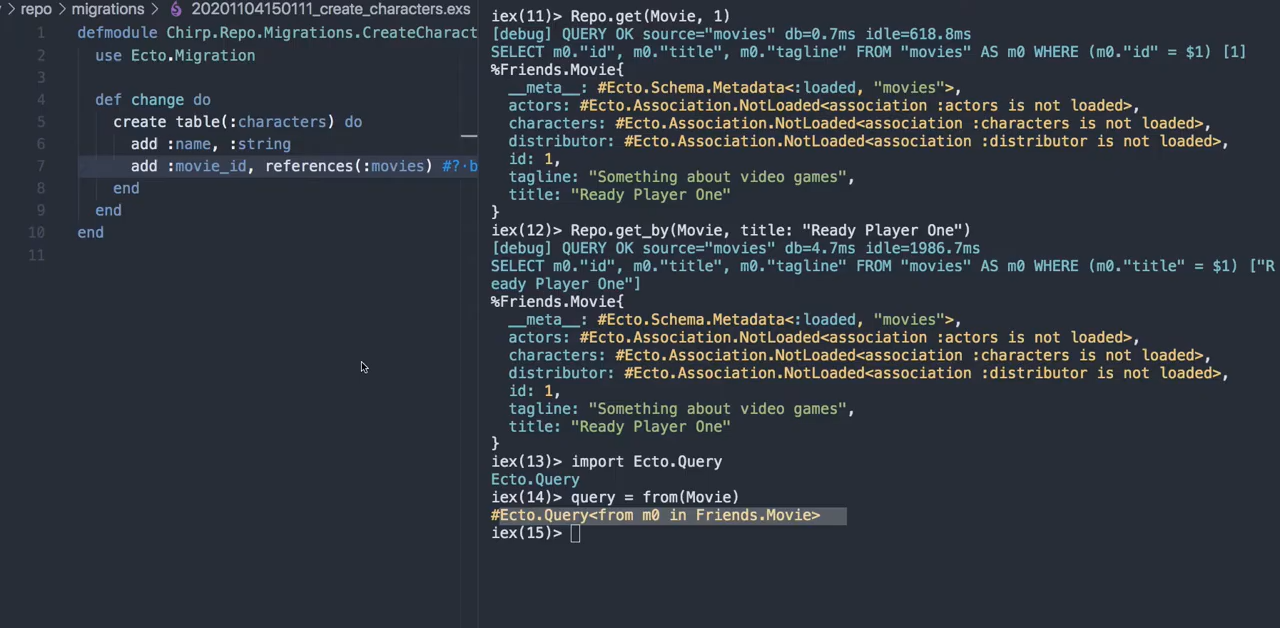 repo > migrations > 20201104150111_create_characters.exs
1 defmodule Chirp.Repo.Migrations.CreateCharact
2 use Ecto.Migration
3
4 def change do
5 create table(:characters) do
6 add :name, :string
7 add :movie_id, references(:movies) #?·b
8 end
9 end
10 end
11
iex(11)> Repo.get(Movie, 1)
[debug] QUERY OK source="movies" db=0.7ms idle=618.8ms
SELECT m0."id", m0."title", m0."tagline" FROM "movies" AS m0 WHERE (m0."id" = $1) [1]
%Friends.Movie{
__meta__: #Ecto.Schema.Metadata<:loaded, "movies">,
actors: #Ecto.Association.NotLoaded<association :actors is not loaded>,
characters: #Ecto.Association.NotLoaded<association :characters is not loaded>,
distributor: #Ecto.Association.NotLoaded<association :distributor is not loaded>,
id: 1,
tagline: "Something about video games",
title: "Ready Player One"
}
iex(12)> Repo.get_by(Movie, title: "Ready Player One")
[debug] QUERY OK source="movies" db=4.7ms idle=1986.7ms
SELECT m0."id", m0."title", m0."tagline" FROM "movies" AS m0 WHERE (m0."title" = $1) ["R
eady Player One"]
%Friends.Movie{
__meta__: #Ecto.Schema.Metadata<:loaded, "movies">,
actors: #Ecto.Association.NotLoaded<association :actors is not loaded>,
characters: #Ecto.Association.NotLoaded<association :characters is not loaded>,
distributor: #Ecto.Association.NotLoaded<association :distributor is not loaded>,
id: 1,
tagline: "Something about video games",
title: "Ready Player One"
}
iex(13)> import Ecto.Query
Ecto.Query
iex(14)> query = from(Movie)
#Ecto.Query<from m0 in Friends.Movie>
iex(15)>